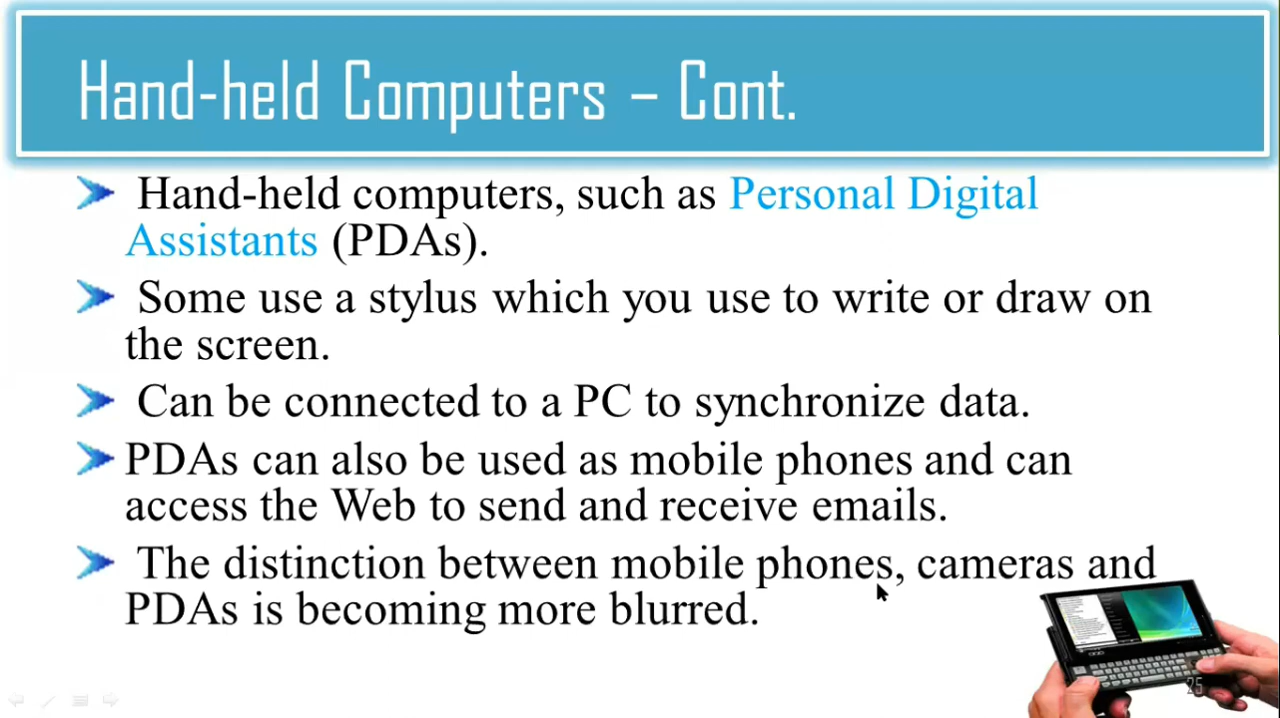 Hand-held Computers – Cont.
Hand-held computers, such as Personal Digital
Assistants (PDAs).
Some use a stylus which you use to write or draw on
the screen.
Can be connected to a PC to synchronize data.
PDAs can also be used as mobile phones and can
access the Web to send and receive emails.
The distinction between mobile phones, cameras and
PDAs is becoming more blurred.
25